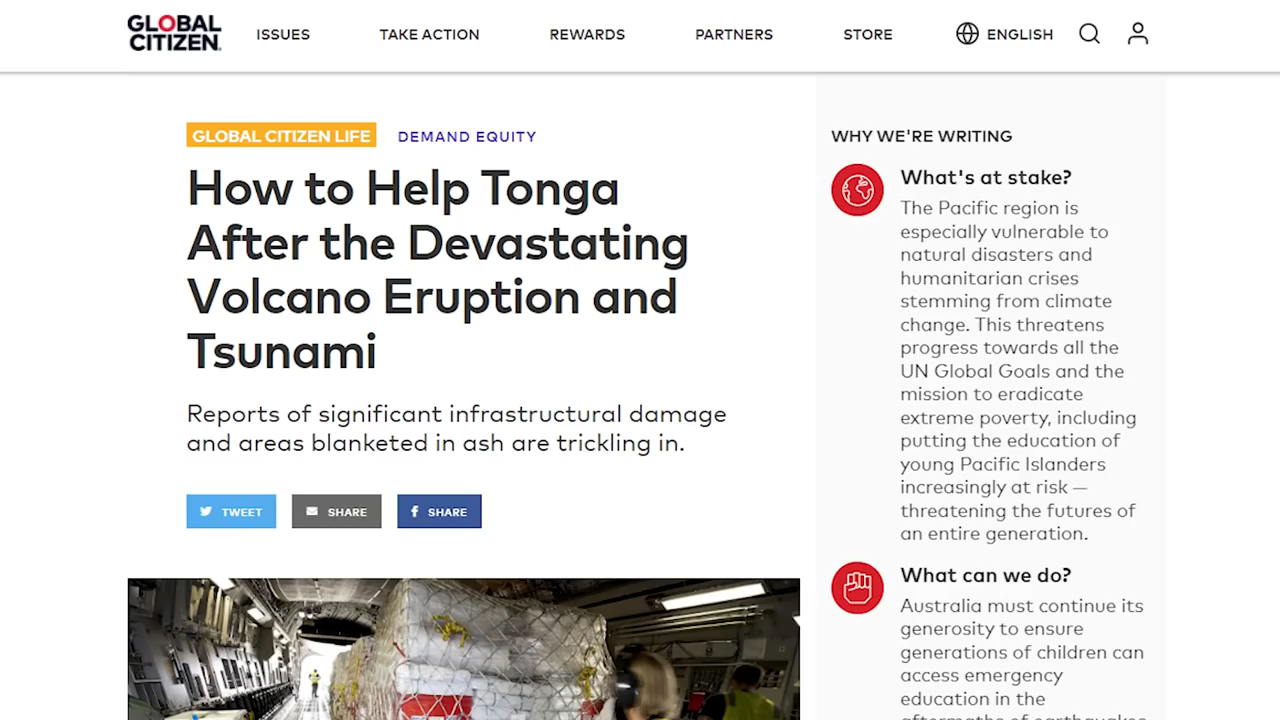 GLOBAL
CITIZEN.
ISSUES
TAKE ACTION
REWARDS
PARTNERS
STORE
ENGLISH
GLOBAL CITIZEN LIFE
DEMAND EQUITY
How to Help Tonga
After the Devastating
Volcano Eruption and
Tsunami
Reports of significant infrastructural damage
and areas blanketed in ash are trickling in.
TWEET
SHARE
SHARE
WHY WE'RE WRITING
What's at stake?
The Pacific region is
especially vulnerable to
natural disasters and
humanitarian crises
stemming from climate
change. This threatens
progress towards all the
UN Global Goals and the
mission to eradicate
extreme poverty, including
putting the education of
young Pacific Islanders
increasingly at risk —
threatening the futures of
an entire generation.
What can we do?
Australia must continue its
generosity to ensure
generations of children can
access emergency
education in the
aftermaths of earthquakes